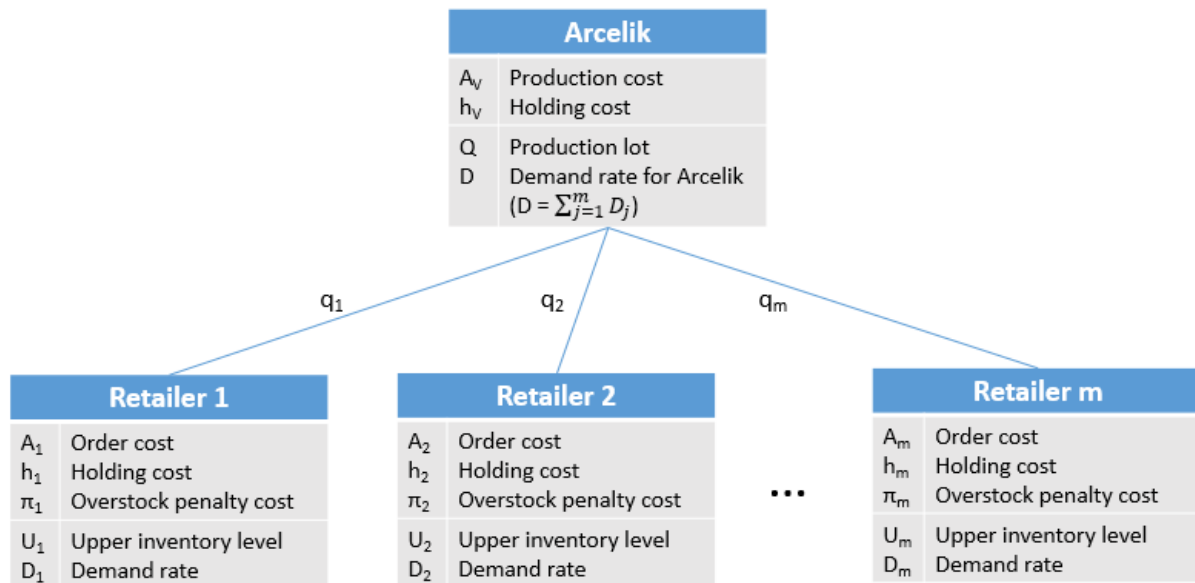 Arcelik
A_V Production cost
h_V Holding cost
Q Production lot
D Demand rate for Arcelik
(D = ∑_{j=1}^{m} D_j)
q_1 q_2 q_m
Retailer 1
A_1 Order cost
h_1 Holding cost
π_1 Overstock penalty cost
U_1 Upper inventory level
D_1 Demand rate
Retailer 2
A_2 Order cost
h_2 Holding cost
π_2 Overstock penalty cost
U_2 Upper inventory level
D_2 Demand rate
...
Retailer m
A_m Order cost
h_m Holding cost
π_m Overstock penalty cost
U_m Upper inventory level
D_m Demand rate